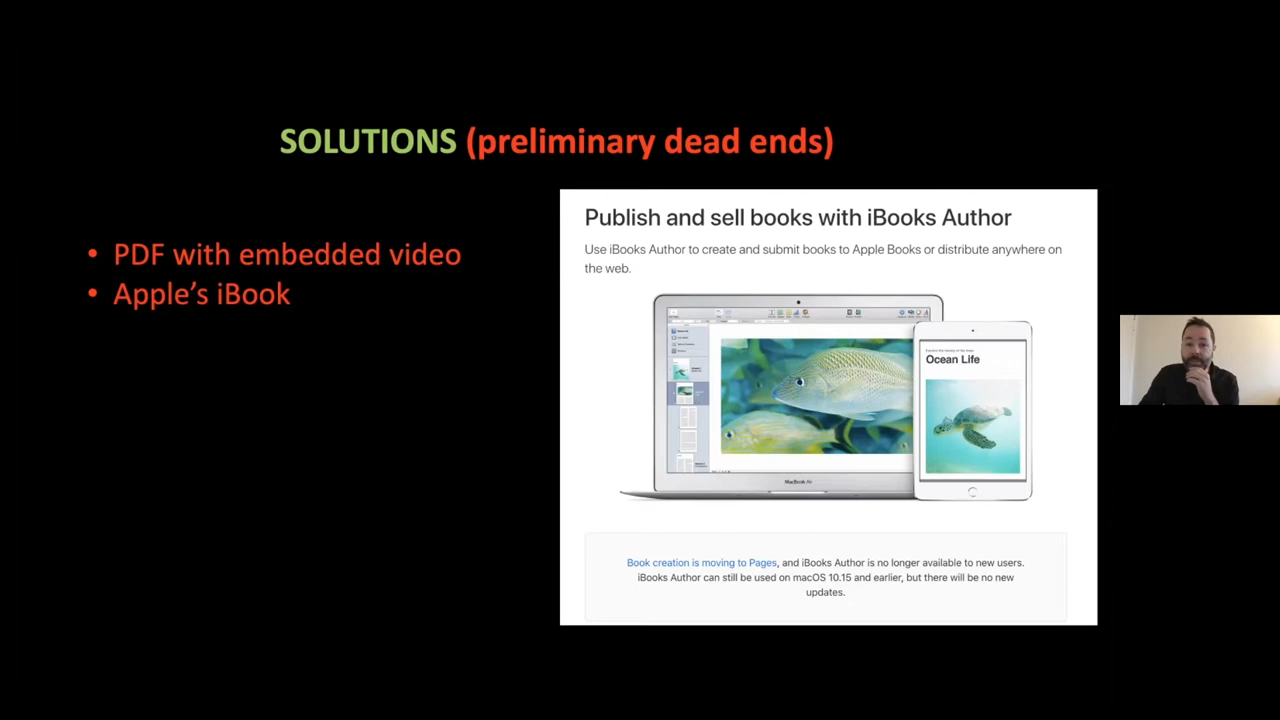 SOLUTIONS (preliminary dead ends)
• PDF with embedded video
• Apple’s iBook
Publish and sell books with iBooks Author
Use iBooks Author to create and submit books to Apple Books or distribute anywhere on
the web.
Ocean Life
MacBook Air
Book creation is moving to Pages, and iBooks Author is no longer available to new users.
iBooks Author can still be used on macOS 10.15 and earlier, but there will be no new
updates.